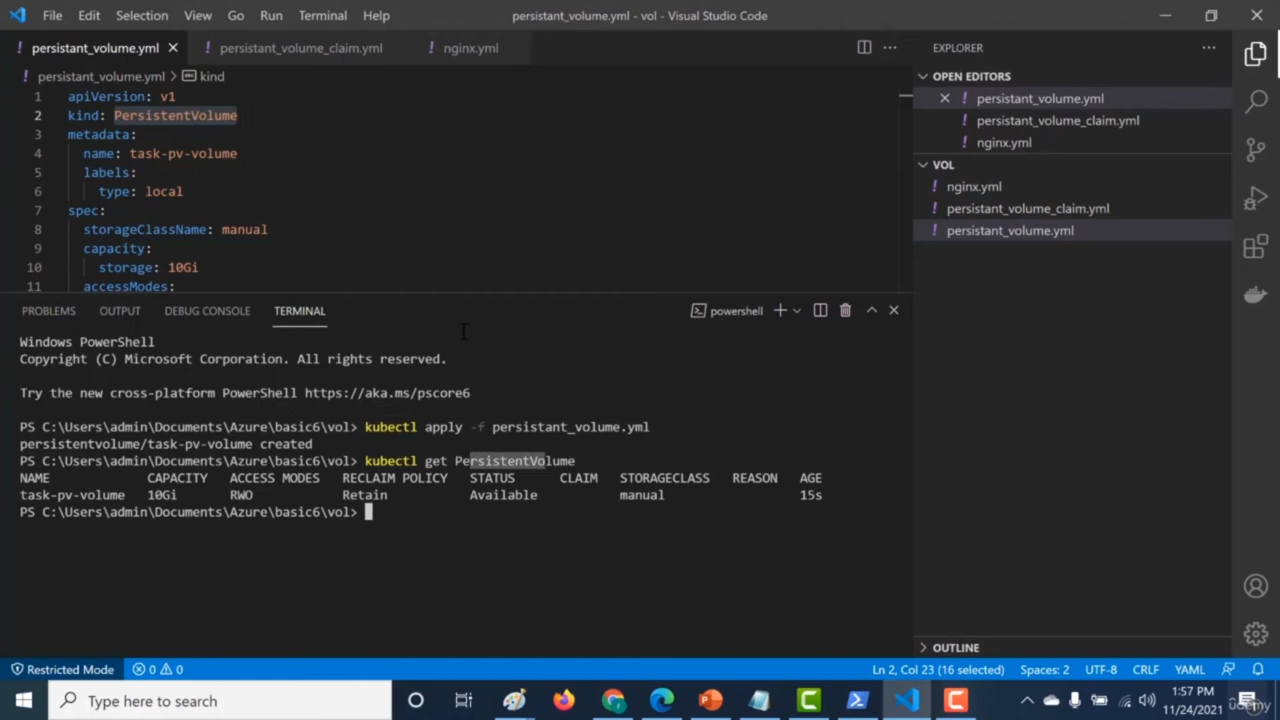 File Edit Selection View Go Run Terminal Help
persistant_volume.yml - vol - Visual Studio Code
persistant_volume.yml persistant_volume_claim.yml nginx.yml
persistant_volume.yml > kind
1 apiVersion: v1
2 kind: PersistentVolume
3 metadata:
4 name: task-pv-volume
5 labels:
6 type: local
7 spec:
8 storageClassName: manual
9 capacity:
10 storage: 10Gi
11 accessModes:
PROBLEMS OUTPUT DEBUG CONSOLE TERMINAL
powershell
Windows PowerShell
Copyright (C) Microsoft Corporation. All rights reserved.
Try the new cross-platform PowerShell https://aka.ms/pscore6
PS C:\Users\admin\Documents\Azure\basic6\vol> kubectl apply -f persistant_volume.yml
persistentvolume/task-pv-volume created
PS C:\Users\admin\Documents\Azure\basic6\vol> kubectl get PersistentVolume
NAME CAPACITY ACCESS MODES RECLAIM POLICY STATUS CLAIM STORAGECLASS REASON AGE
task-pv-volume 10Gi RWO Retain Available manual 15s
PS C:\Users\admin\Documents\Azure\basic6\vol>
EXPLORER
OPEN EDITORS
persistant_volume.yml
persistant_volume_claim.yml
nginx.yml
VOL
nginx.yml
persistant_volume_claim.yml
persistant_volume.yml
OUTLINE
Restricted Mode 0 0 Ln 2, Col 23 (16 selected) Spaces: 2 UTF-8 CRLF YAML
Type here to search
1:57 PM
11/24/2021
udemy